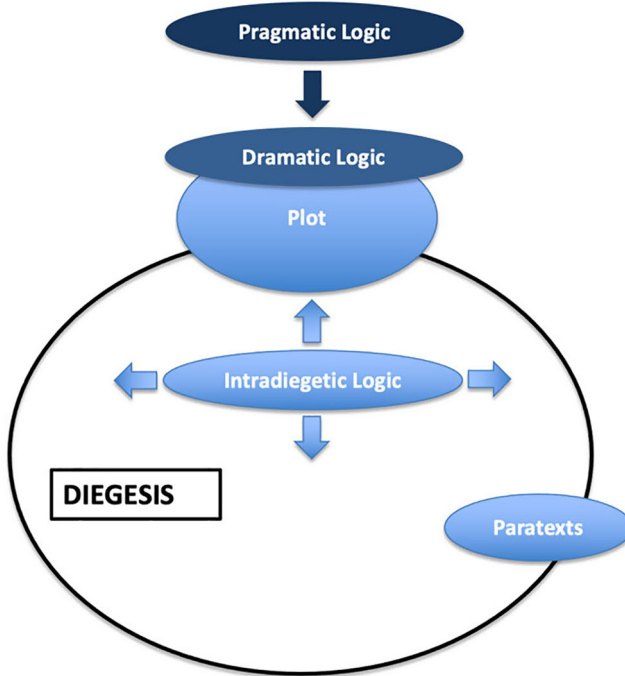 Pragmatic Logic
Dramatic Logic
Plot
Intradiegetic Logic
DIEGESIS
Paratexts